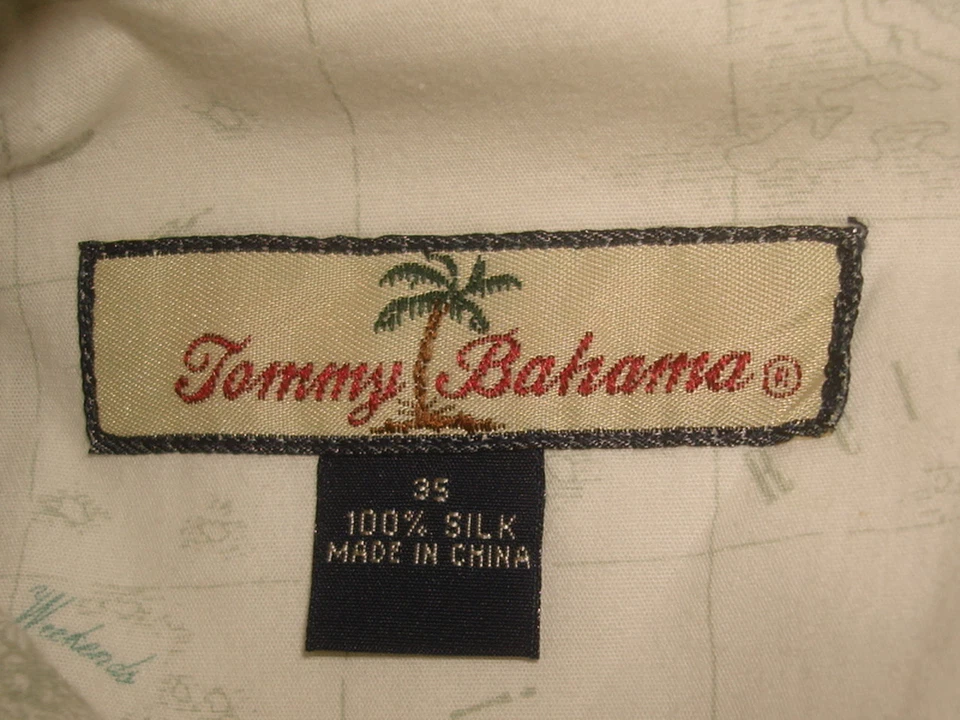 Tommy Bahama ®
35
100% SILK
MADE IN CHINA
Weekends